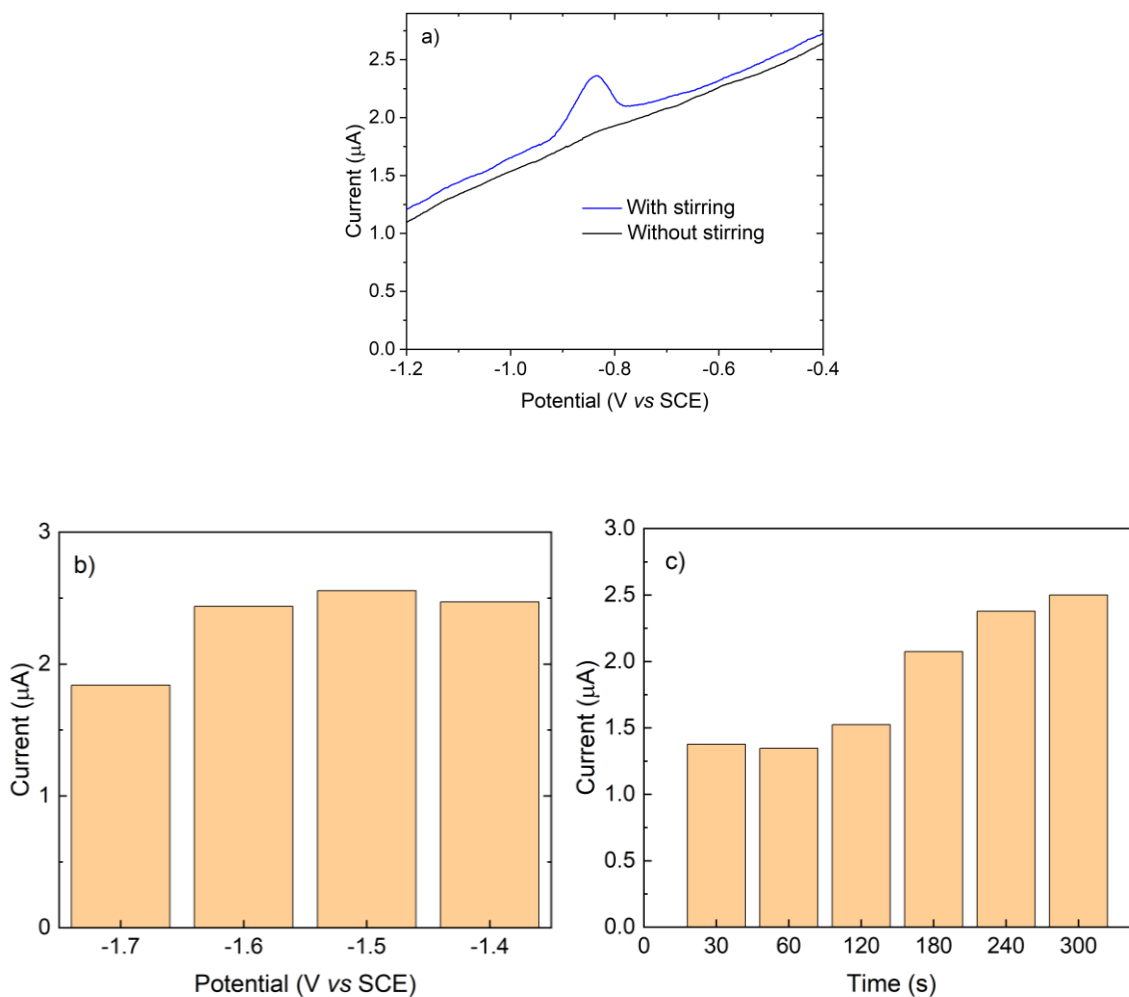 a)
2.5
2.0
1.5
1.0
0.5
0.0
Current (μA)
With stirring
Without stirring
-1.2 -1.0 -0.8 -0.6 -0.4
Potential (V vs SCE)
b)
3
2
1
0
Current (μA)
-1.7 -1.6 -1.5 -1.4
Potential (V vs SCE)
c)
3.0
2.5
2.0
1.5
1.0
0.5
0.0
Current (μA)
0 30 60 120 180 240 300
Time (s)